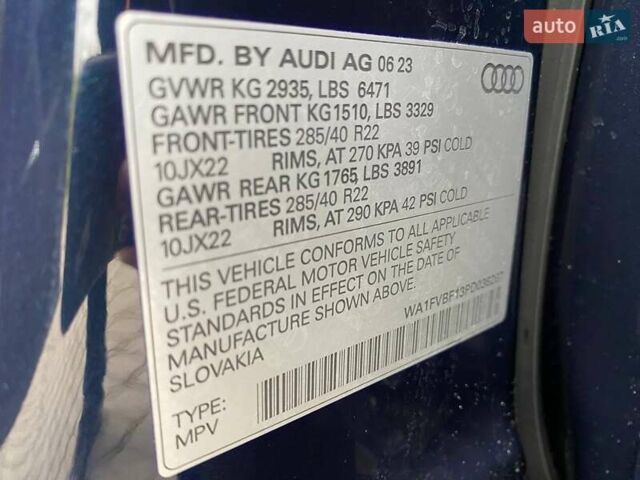 auto RIA.com
MFD. BY AUDI AG 06 23
GVWR KG 2935, LBS 6471
GAWR FRONT KG1510, LBS 3329
FRONT-TIRES 285/40 R22
10JX22 RIMS, AT 270 KPA 39 PSI COLD
GAWR REAR KG 1765, LBS 3891
REAR-TIRES 285/40 R22
10JX22 RIMS, AT 290 KPA 42 PSI COLD
THIS VEHICLE CONFORMS TO ALL APPLICABLE
U.S. FEDERAL MOTOR VEHICLE SAFETY
STANDARDS IN EFFECT ON THE DATE OF
MANUFACTURE SHOWN ABOVE.
SLOVAKIA
TYPE:
MPV